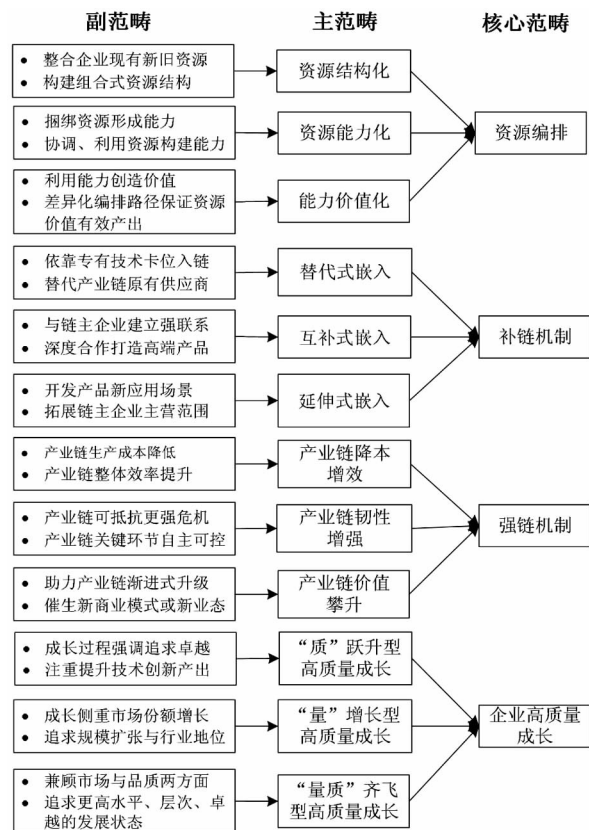 副范畴
主范畴
核心范畴
• 整合企业现有新旧资源
• 构建组合式资源结构
资源结构化
• 捆绑资源形成能力
• 协调、利用资源构建能力
资源能力化
资源编排
• 利用能力创造价值
• 差异化编排路径保证资源
价值有效产出
能力价值化
• 依靠专有技术卡位入链
• 替代产业链原有供应商
替代式嵌入
• 与链主企业建立强联系
• 深度合作打造高端产品
互补式嵌入
补链机制
• 开发产品新应用场景
• 拓展链主企业主营范围
延伸式嵌入
• 产业链生产成本降低
• 产业链整体效率提升
产业链降本
增效
• 产业链可抵抗更强危机
• 产业链关键环节自主可控
产业链韧性
增强
强链机制
• 助力产业链渐进式升级
• 催生新商业模式或新业态
产业链价值
攀升
• 成长过程强调追求卓越
• 注重提升技术创新产出
“质”跃升型
高质量成长
• 成长侧重市场份额增长
• 追求规模扩张与行业地位
“量”增长型
高质量成长
企业高质量
成长
• 兼顾市场与品质两方面
• 追求更高水平、层次、卓
越的发展状态
“量质”齐飞
型高质量成长